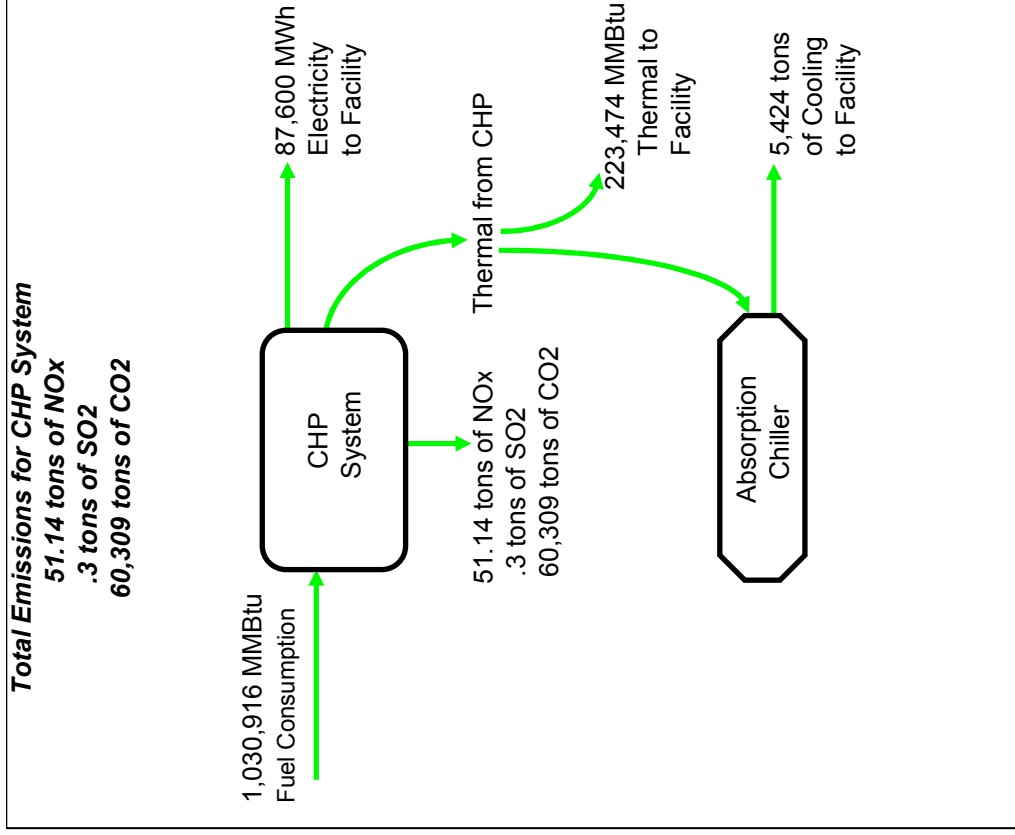 Total Emissions for CHP System
51.14 tons of NOx
.3 tons of SO2
60,309 tons of CO2
1,030,916 MMBtu
Fuel Consumption
CHP
System
87,600 MWh
Electricity
to Facility
51.14 tons of NOx
.3 tons of SO2
60,309 tons of CO2
Thermal from CHP
223,474 MMBtu
Thermal to
Facility
Absorption
Chiller
5,424 tons
of Cooling
to Facility